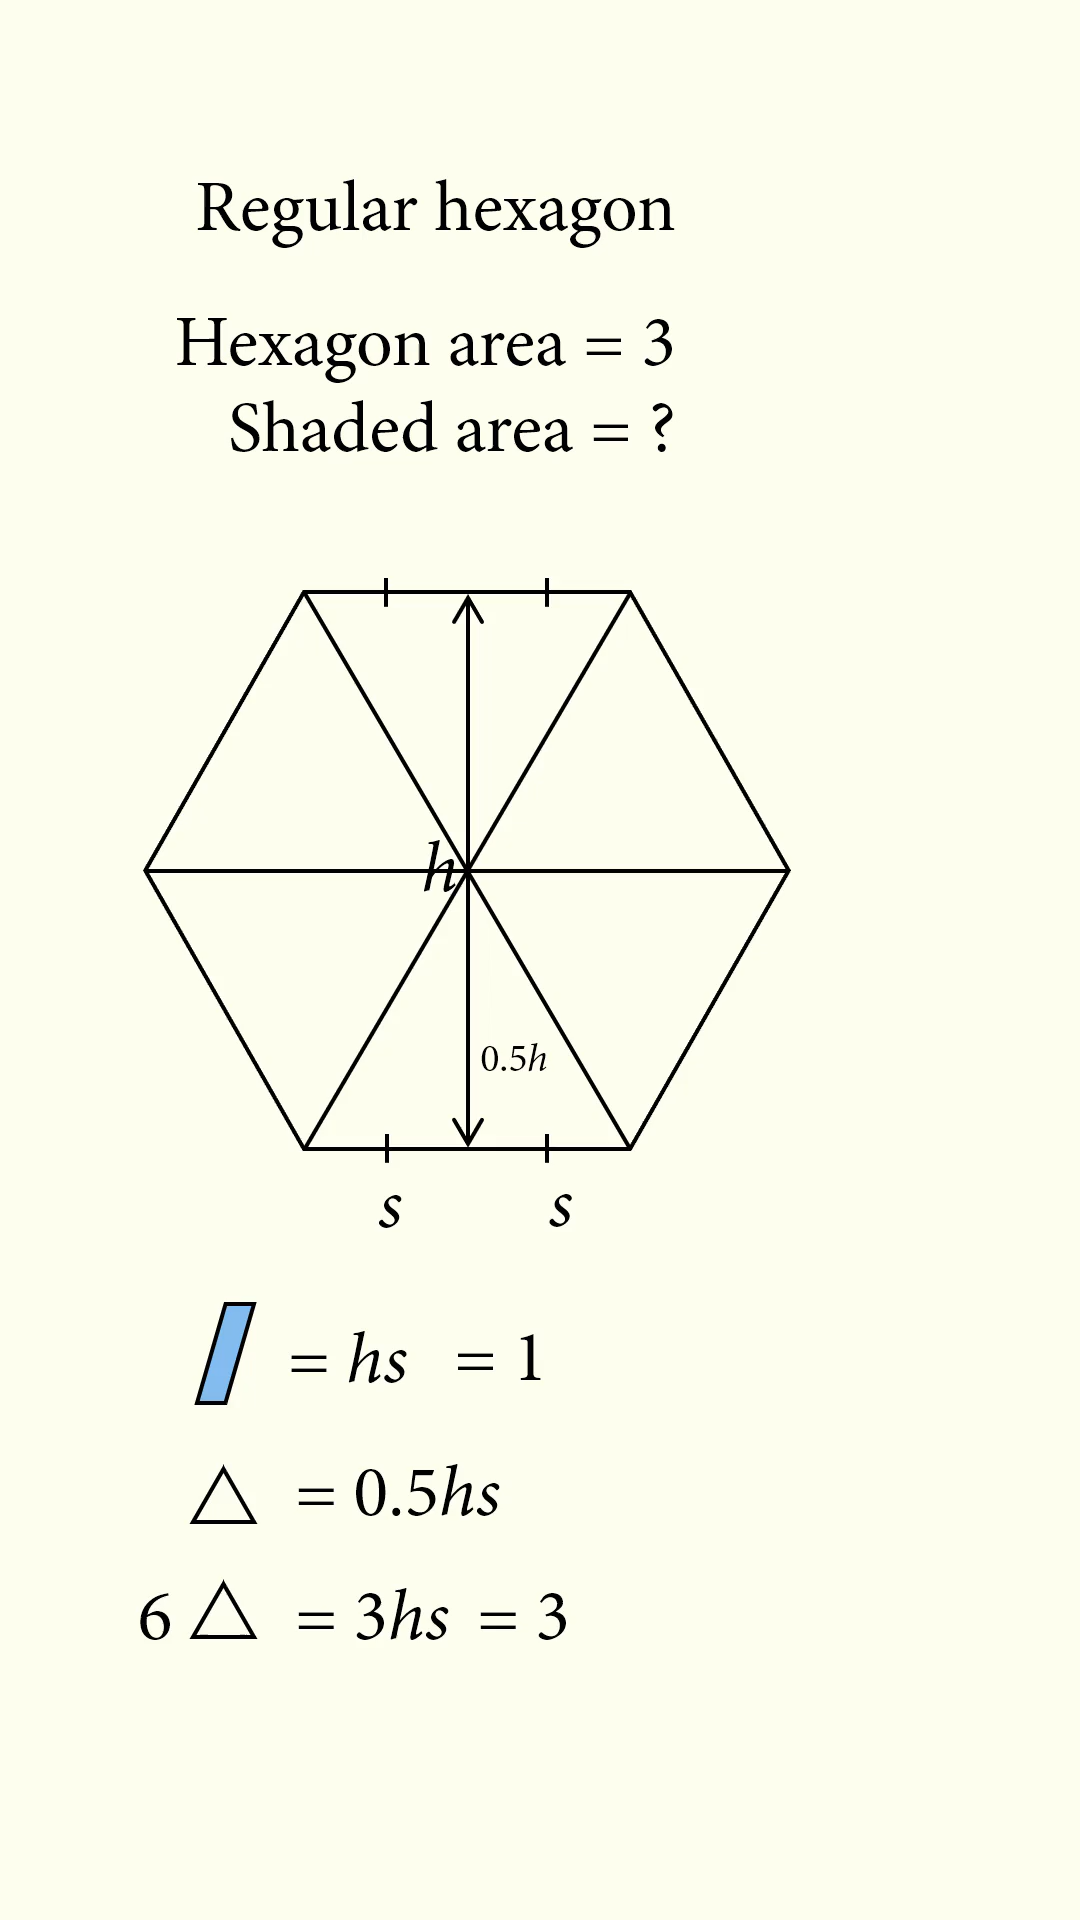 Regular hexagon
Hexagon area = 3
Shaded area = ?
h
0.5h
s s
= hs = 1
= 0.5hs
6 △ = 3hs = 3